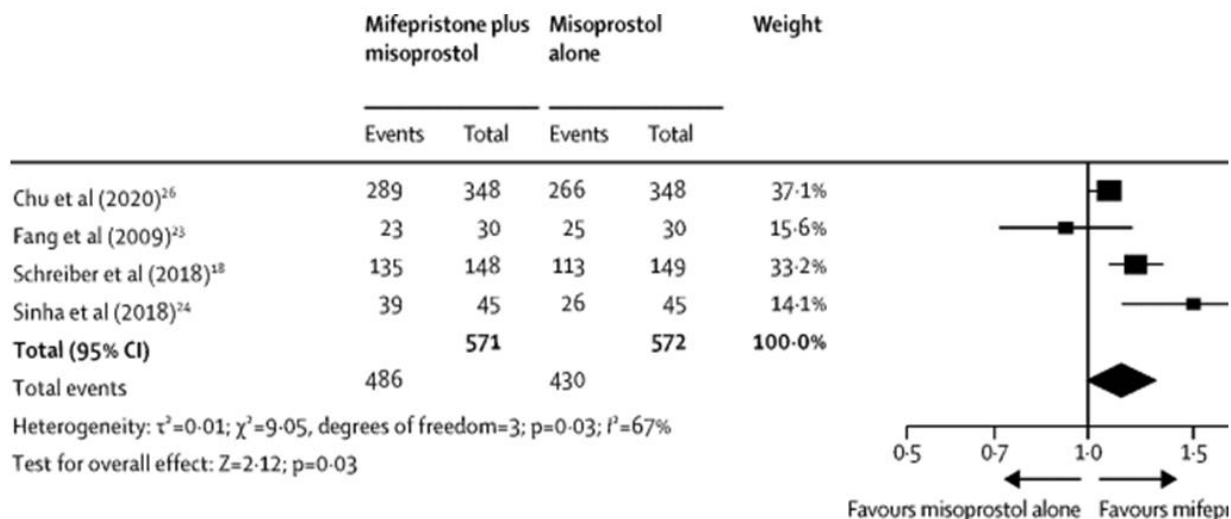 Mifepristone plus misoprostol Misoprostol alone Weight
Events Total Events Total
Chu et al (2020)²⁶ 289 348 266 348 37·1%
Fang et al (2009)²³ 23 30 25 30 15·6%
Schreiber et al (2018)¹⁸ 135 148 113 149 33·2%
Sinha et al (2018)²⁴ 39 45 26 45 14·1%
Total (95% CI) 571 572 100·0%
Total events 486 430
Heterogeneity: τ²=0·01; χ²=9·05, degrees of freedom=3; p=0·03; I²=67%
Test for overall effect: Z=2·12; p=0·03
0·5 0·7 1·0 1·5
Favours misoprostol alone Favours mifepr